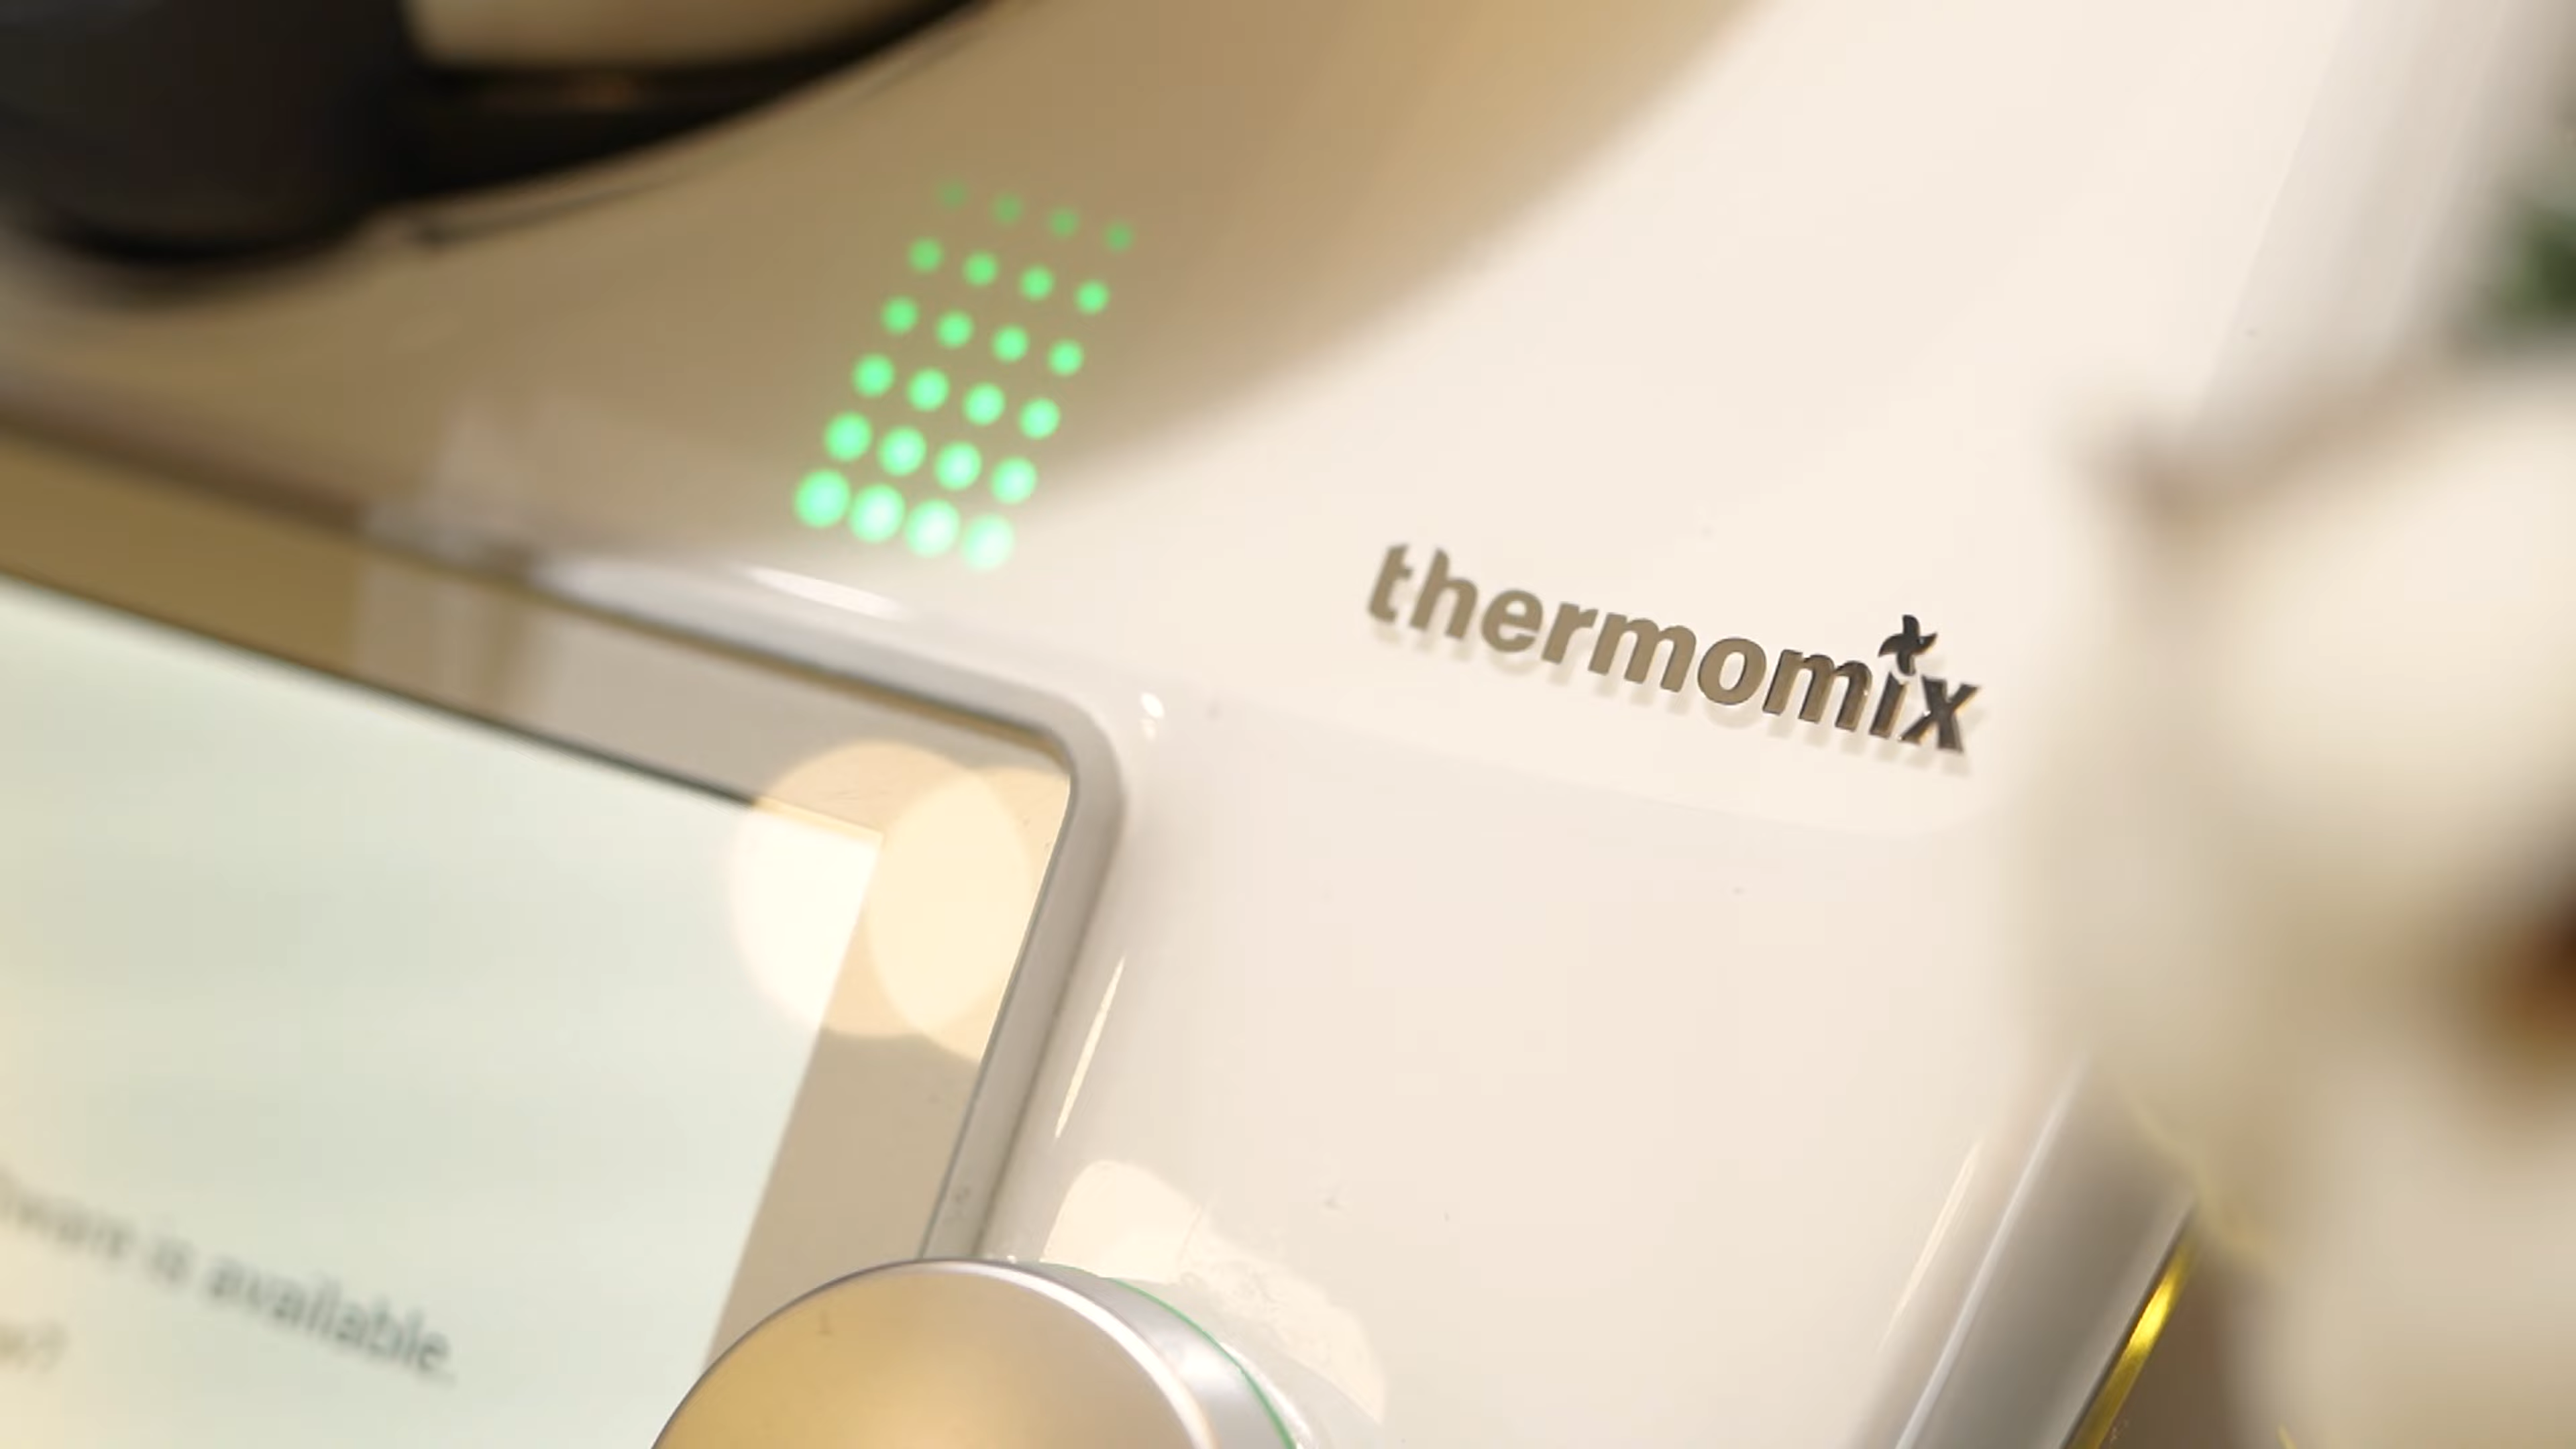 thermomix
is available.